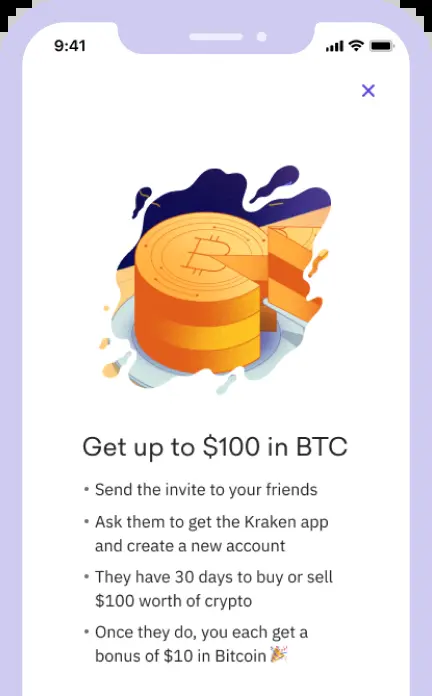 9:41
Get up to $100 in BTC
• Send the invite to your friends
• Ask them to get the Kraken app
and create a new account
• They have 30 days to buy or sell
$100 worth of crypto
• Once they do, you each get a
bonus of $10 in Bitcoin 🎉